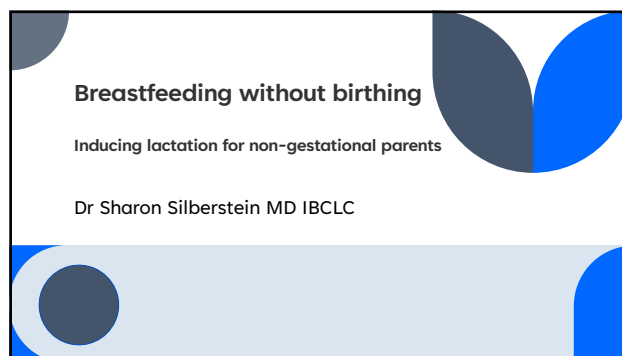 Breastfeeding without birthing
Inducing lactation for non-gestational parents
Dr Sharon Silberstein MD IBCLC